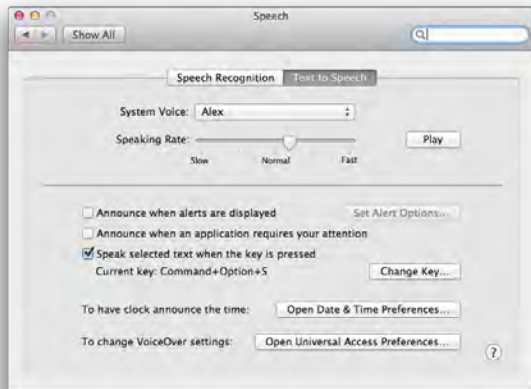 Speech
Show All
Speech Recognition Text to Speech
System Voice: Alex
Speaking Rate:
Play
Slow Normal Fast
Announce when alerts are displayed
Set Alert Options...
Announce when an application requires your attention
Speak selected text when the key is pressed
Current key: Command+Option+S
Change Key...
To have clock announce the time: Open Date & Time Preferences...
To change VoiceOver settings: Open Universal Access Preferences...
?